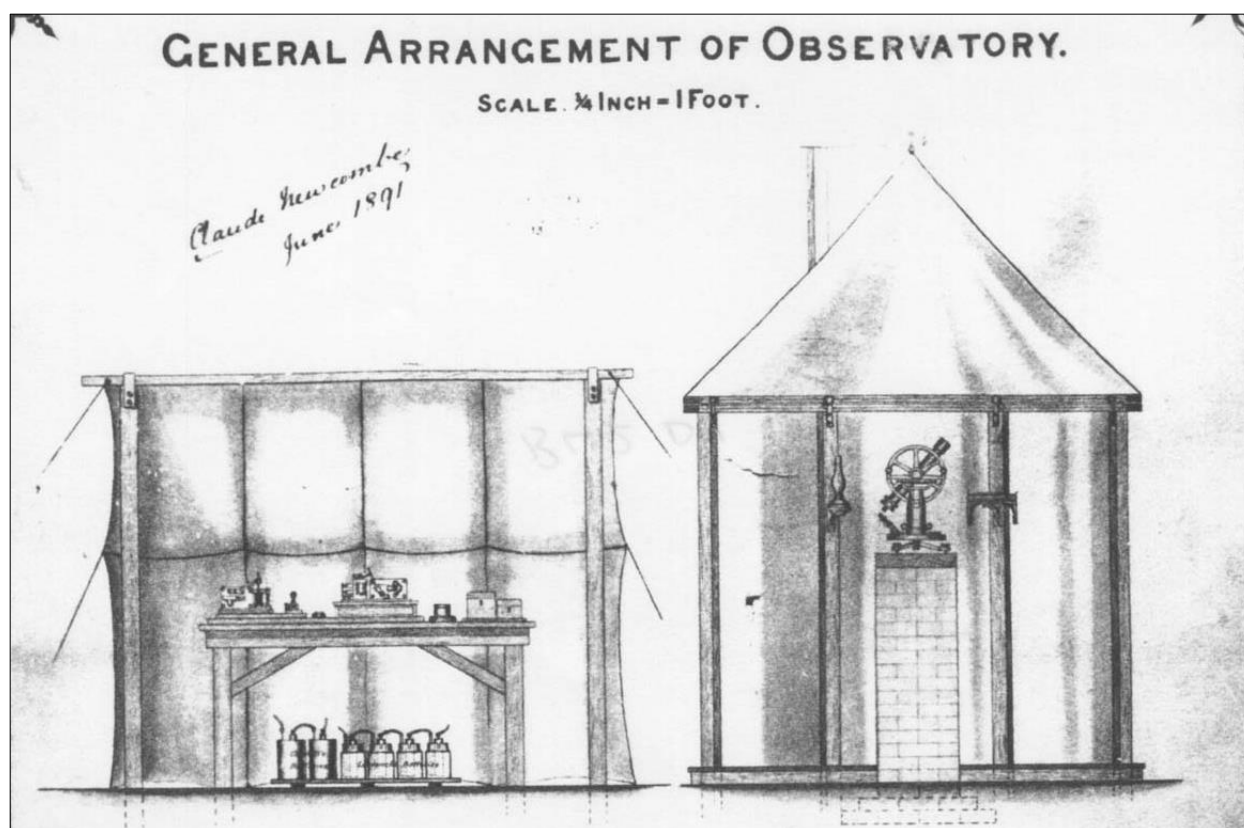 GENERAL ARRANGEMENT OF OBSERVATORY.
SCALE. ¼ INCH = 1 FOOT.
Claude Newcombe,
June, 1891